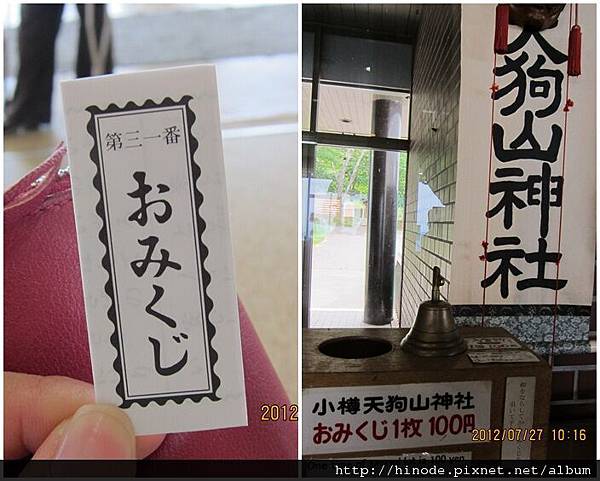 第三一番
おみくじ
2012
天狗山神社
小樽天狗山神社
おみくじ1枚100円
2012/07/27 10:16
http://hinode.pixnet.net/album